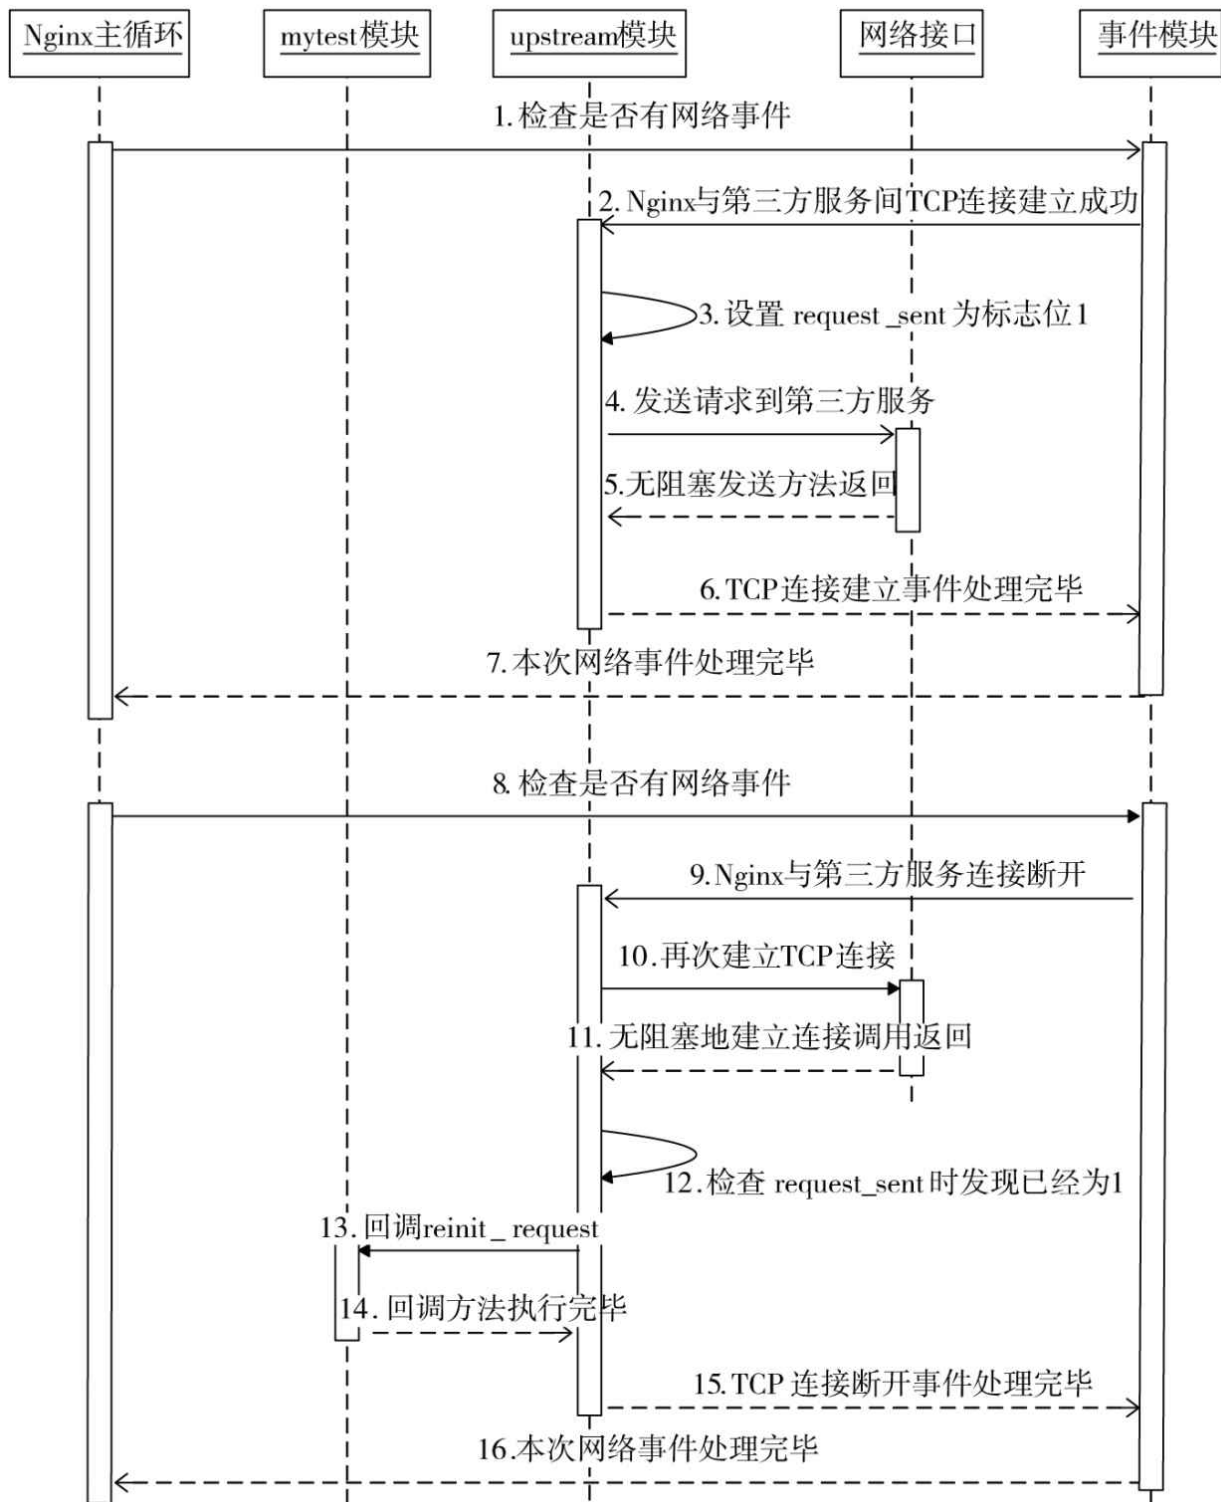 Nginx主循环
mytest模块
upstream模块
网络接口
事件模块
1.检查是否有网络事件
2.Nginx与第三方服务间TCP连接建立成功
3.设置 request_sent 为标志位1
4.发送请求到第三方服务
5.无阻塞发送方法返回
6.TCP连接建立事件处理完毕
7.本次网络事件处理完毕
8.检查是否有网络事件
9.Nginx与第三方服务连接断开
10.再次建立TCP连接
11.无阻塞地建立连接调用返回
12.检查 request_sent时发现已经为1
13.回调reinit_request
14.回调方法执行完毕
15.TCP 连接断开事件处理完毕
16.本次网络事件处理完毕